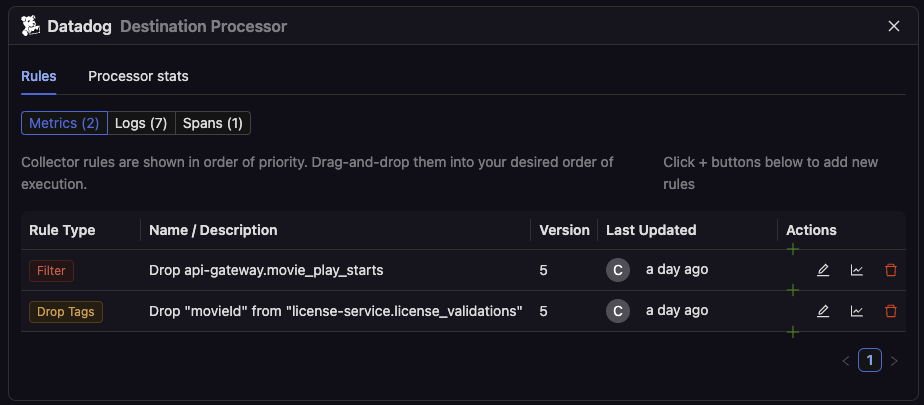 Datadog Destination Processor
Rules Processor stats
Metrics (2) Logs (7) Spans (1)
Collector rules are shown in order of priority. Drag-and-drop them into your desired order of
execution.
Click + buttons below to add new
rules
Rule Type Name / Description Version Last Updated Actions
Filter Drop api-gateway.movie_play_starts 5 C a day ago
Drop Tags Drop "movieId" from "license-service.license_validations" 5 C a day ago
1